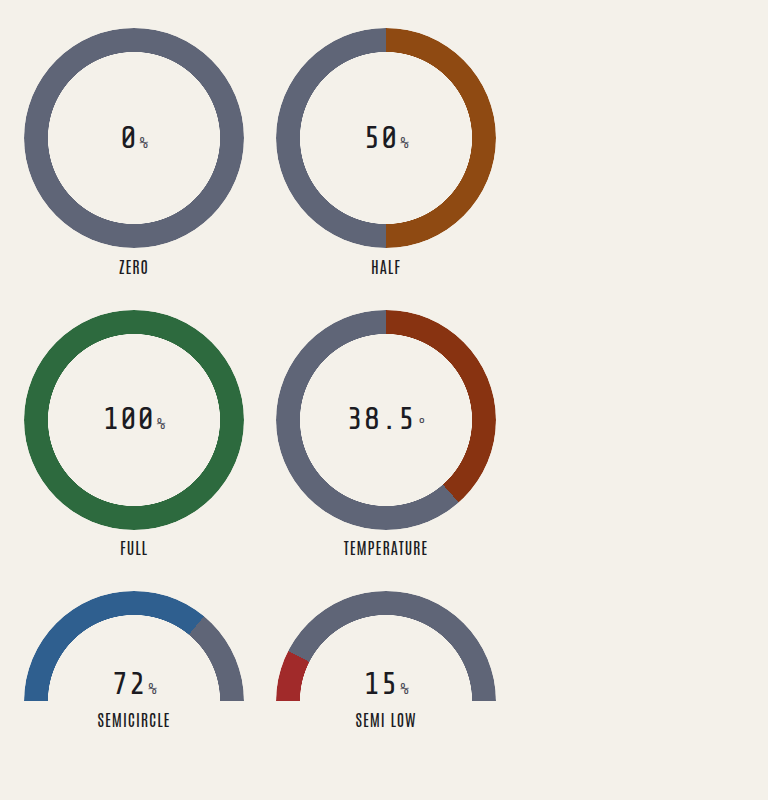 0%
ZERO
50%
HALF
100%
FULL
38.5°
TEMPERATURE
72%
SEMICIRCLE
15%
SEMI LOW